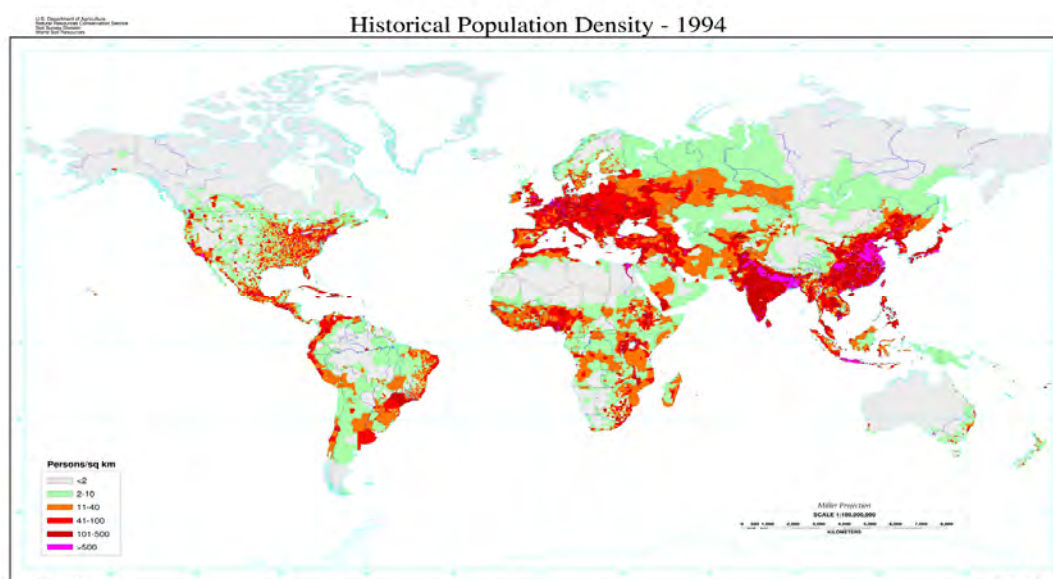 U.S. Department of Agriculture
Natural Resources Conservation Service
Soil Survey Division
World Soil Resources
Historical Population Density - 1994
Persons/sq km
<2
2-10
11-40
41-100
101-500
>500
Miller Projection
SCALE 1:100,000,000
KILOMETERS